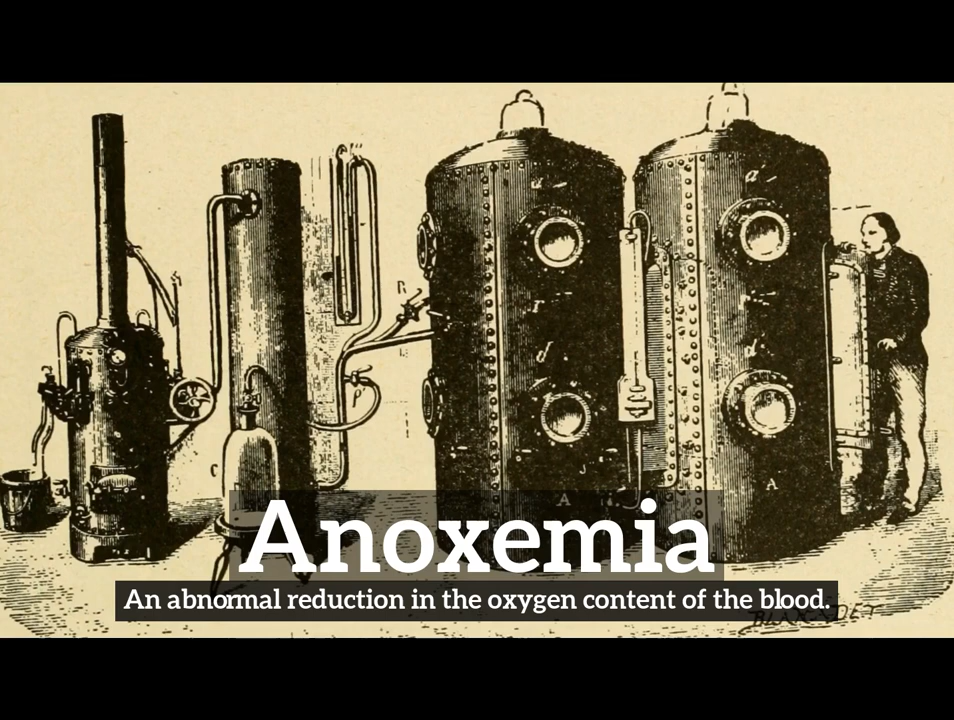 R
C
A
A
Anoxemia
An abnormal reduction in the oxygen content of the blood.